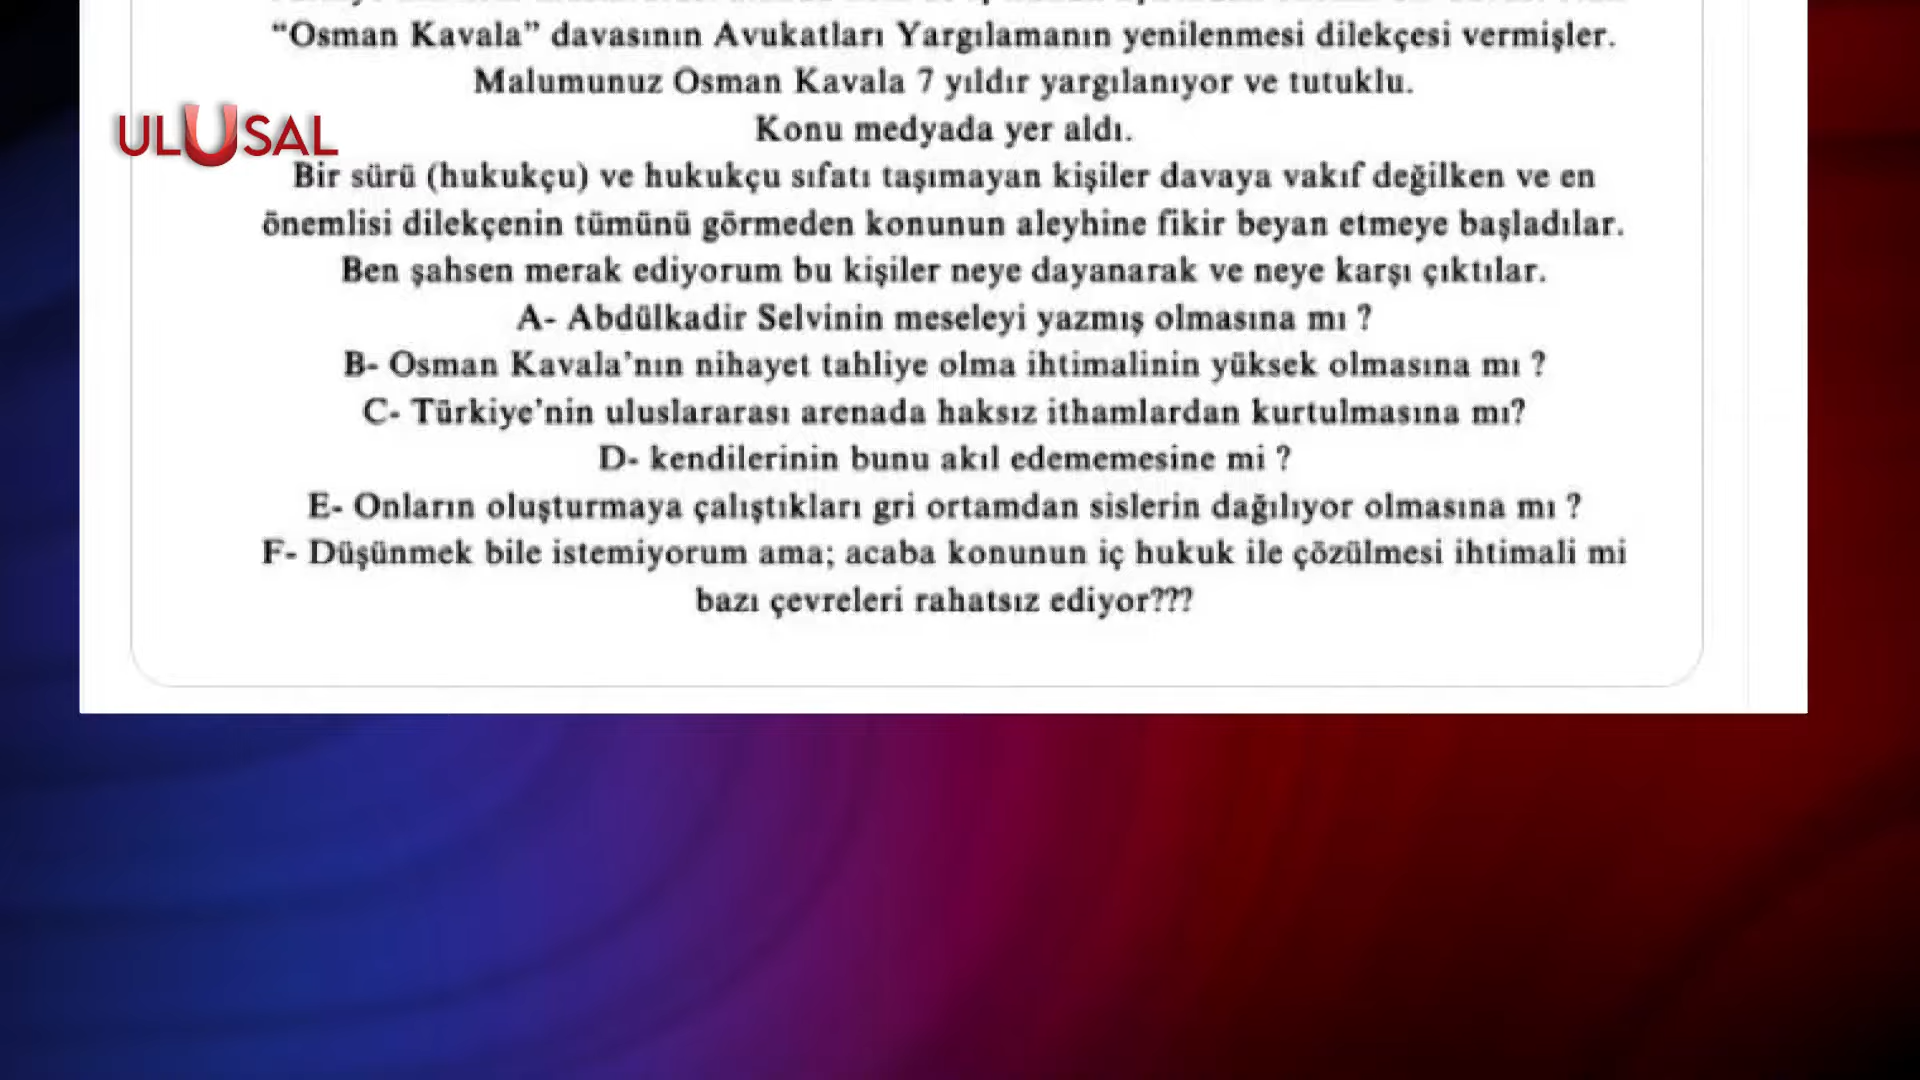 “Osman Kavala” davasının Avukatları Yargılamanın yenilenmesi dilekçesi vermişler.
Malumunuz Osman Kavala 7 yıldır yargılanıyor ve tutuklu.
ULUSAL
Konu medyada yer aldı.
Bir sürü (hukukçu) ve hukukçu sıfatı taşımayan kişiler davaya vakıf değilken ve en
önemlisi dilekçenin tümünü görmeden konunun aleyhine fikir beyan etmeye başladılar.
Ben şahsen merak ediyorum bu kişiler neye dayanarak ve neye karşı çıktılar.
A- Abdülkadir Selvinin meseleyi yazmış olmasına mı ?
B- Osman Kavala’nın nihayet tahliye olma ihtimalinin yüksek olmasına mı ?
C- Türkiye’nin uluslararası arenada haksız ithamlardan kurtulmasına mı?
D- kendilerinin bunu akıl edememesine mi ?
E- Onların oluşturmaya çalıştıkları gri ortamdan sislerin dağılıyor olmasına mı ?
F- Düşünmek bile istemiyorum ama; acaba konunun iç hukuk ile çözülmesi ihtimali mi
bazı çevreleri rahatsız ediyor???